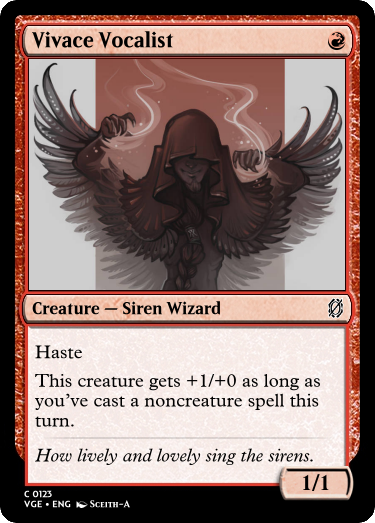 Vivace Vocalist
Creature — Siren Wizard
Haste
This creature gets +1/+0 as long as
you've cast a noncreature spell this
turn.
How lively and lovely sing the sirens.
1/1
C 0123
VGE • ENG Sceith-A